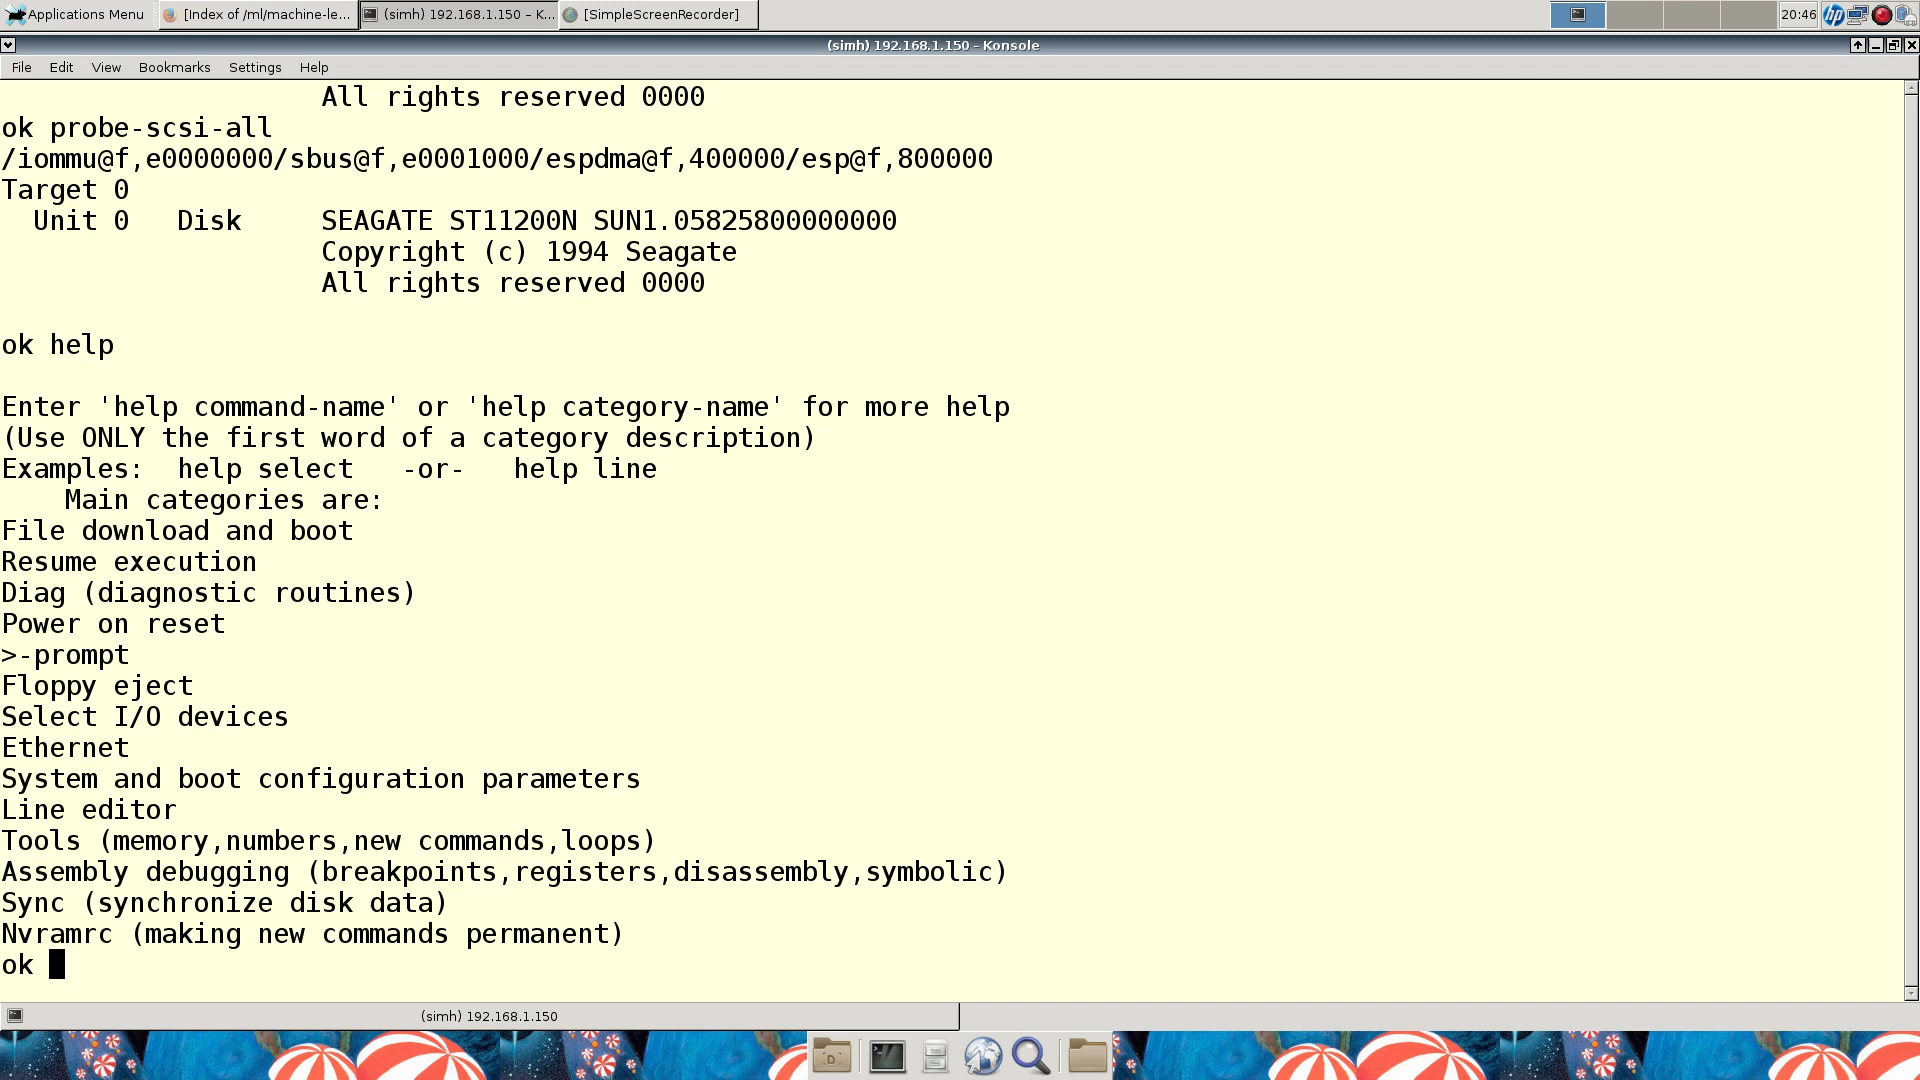 Applications Menu [Index of /ml/machine-le... (simh) 192.168.1.150 – K... [SimpleScreenRecorder] 20:46
(simh) 192.168.1.150 – Konsole
File Edit View Bookmarks Settings Help
All rights reserved 0000
ok probe-scsi-all
/iommu@f,e0000000/sbus@f,e0001000/espdma@f,400000/esp@f,800000
Target 0
Unit 0 Disk SEAGATE ST11200N SUN1.05825800000000
Copyright (c) 1994 Seagate
All rights reserved 0000
ok help
Enter 'help command-name' or 'help category-name' for more help
(Use ONLY the first word of a category description)
Examples: help select -or- help line
Main categories are:
File download and boot
Resume execution
Diag (diagnostic routines)
Power on reset
>-prompt
Floppy eject
Select I/O devices
Ethernet
System and boot configuration parameters
Line editor
Tools (memory,numbers,new commands,loops)
Assembly debugging (breakpoints,registers,disassembly,symbolic)
Sync (synchronize disk data)
Nvramrc (making new commands permanent)
ok
(simh) 192.168.1.150